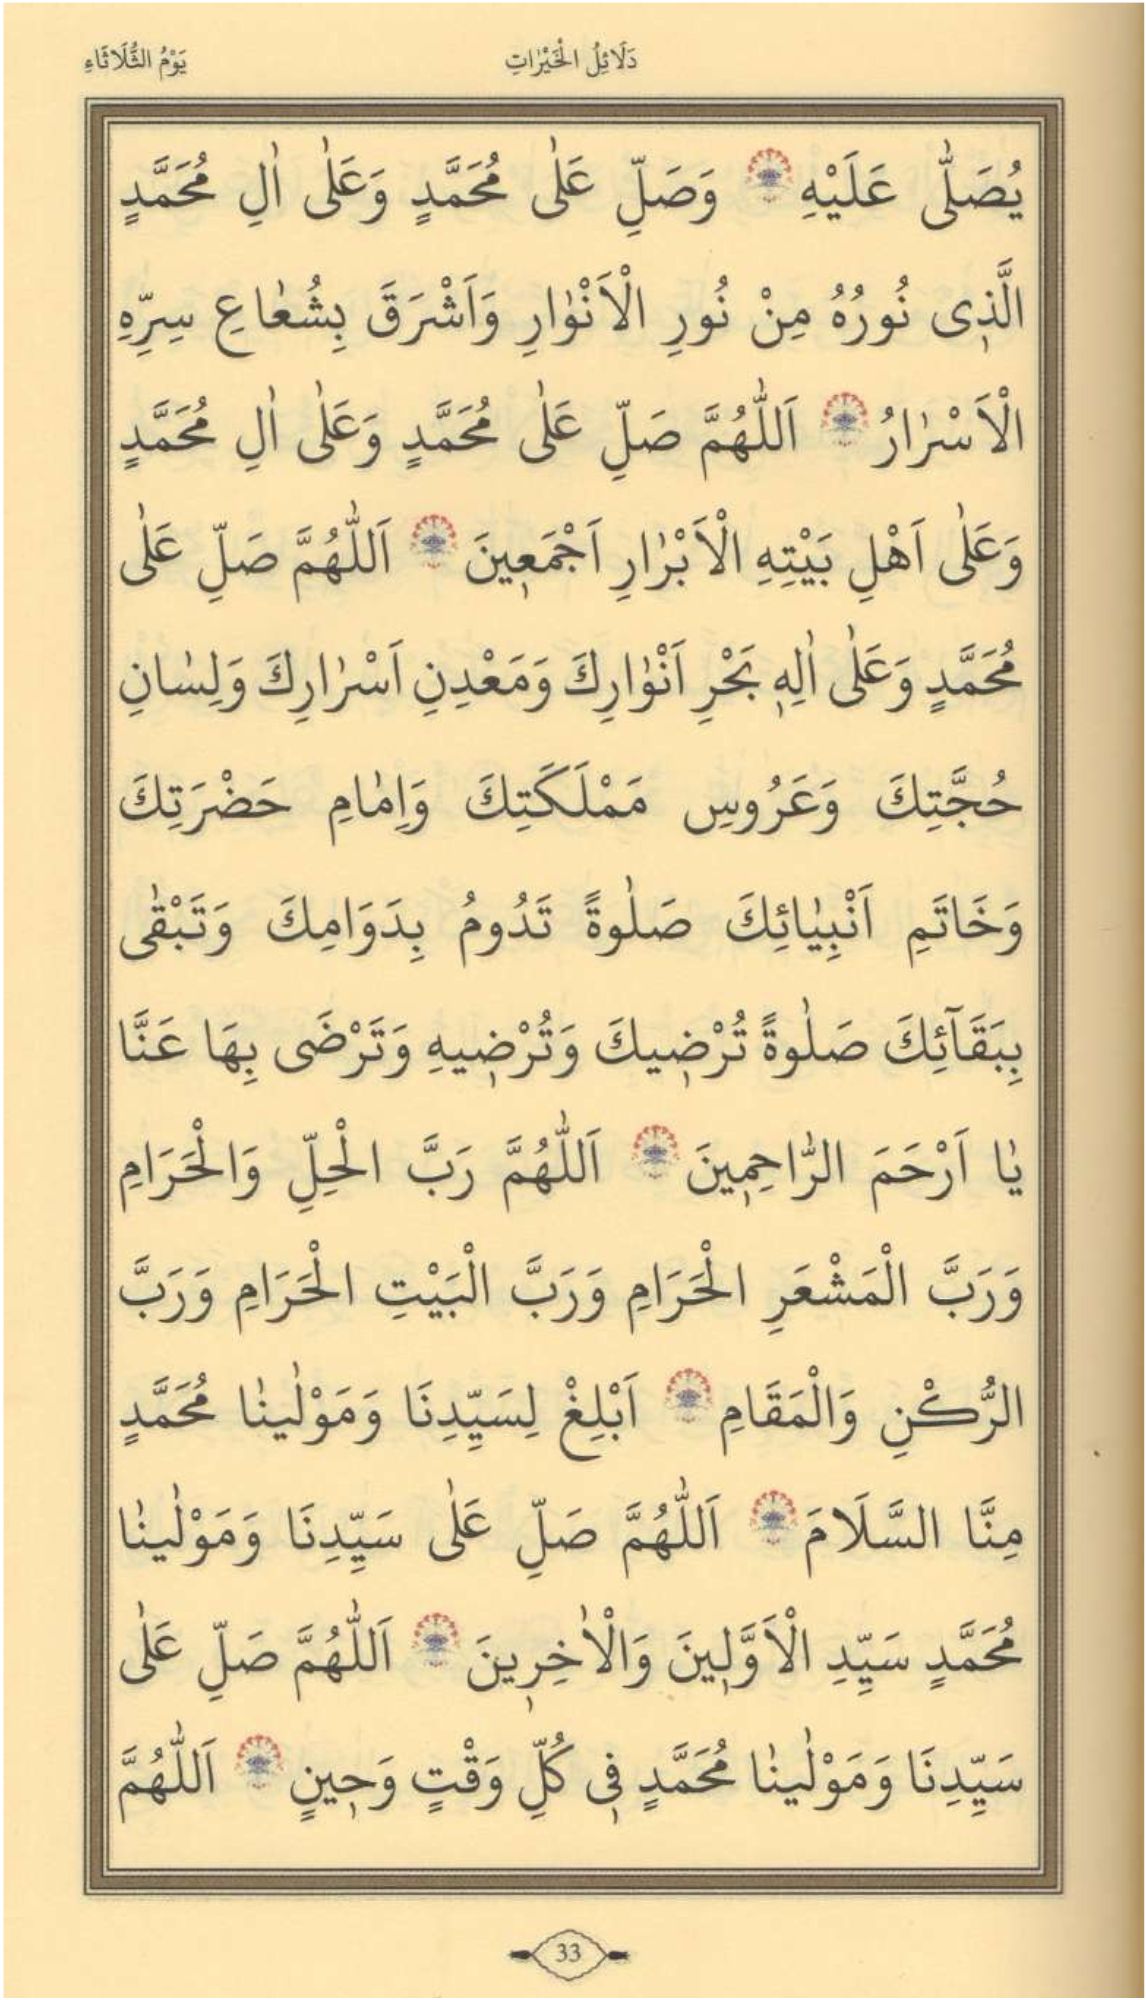 دَلَائِلُ الْخَيْرَاتِ
يَوْمُ الثُّلَاثَاءِ
يُصَلّٰى عَلَيْهِ وَصَلِّ عَلٰى مُحَمَّدٍ وَعَلٰى اٰلِ مُحَمَّدٍ
الَّذٖى نُورُهُ مِنْ نُورِ الْاَنْوٰارِ وَاَشْرَقَ بِشُعٰاعِ سِرِّهِ
الْاَسْرٰارُ اَللّٰهُمَّ صَلِّ عَلٰى مُحَمَّدٍ وَعَلٰى اٰلِ مُحَمَّدٍ
وَعَلٰى اَهْلِ بَيْتِهِ الْاَبْرٰارِ اَجْمَعٖينَ اَللّٰهُمَّ صَلِّ عَلٰى
مُحَمَّدٍ وَعَلٰى اٰلِهٖ بَحْرِ اَنْوٰارِكَ وَمَعْدِنِ اَسْرٰارِكَ وَلِسٰانِ
حُجَّتِكَ وَعَرُوسِ مَمْلَكَتِكَ وَاِمٰامِ حَضْرَتِكَ
وَخَاتَمِ اَنْبِيٰائِكَ صَلٰوةً تَدُومُ بِدَوَامِكَ وَتَبْقٰى
بِبَقَآئِكَ صَلٰوةً تُرْضٖيكَ وَتُرْضٖيهِ وَتَرْضَى بِهَا عَنَّا
يٰا اَرْحَمَ الرّٰاحِمٖينَ اَللّٰهُمَّ رَبَّ الْحِلِّ وَالْحَرَامِ
وَرَبَّ الْمَشْعَرِ الْحَرَامِ وَرَبَّ الْبَيْتِ الْحَرَامِ وَرَبَّ
الرُّكْنِ وَالْمَقَامِ اَبْلِغْ لِسَيِّدِنَا وَمَوْلٰينٰا مُحَمَّدٍ
مِنَّا السَّلَامَ اَللّٰهُمَّ صَلِّ عَلٰى سَيِّدِنَا وَمَوْلٰينٰا
مُحَمَّدٍ سَيِّدِ الْاَوَّلٖينَ وَالْاٰخِرٖينَ اَللّٰهُمَّ صَلِّ عَلٰى
سَيِّدِنَا وَمَوْلٰينٰا مُحَمَّدٍ فٖى كُلِّ وَقْتٍ وَحٖينٍ اَللّٰهُمَّ
33